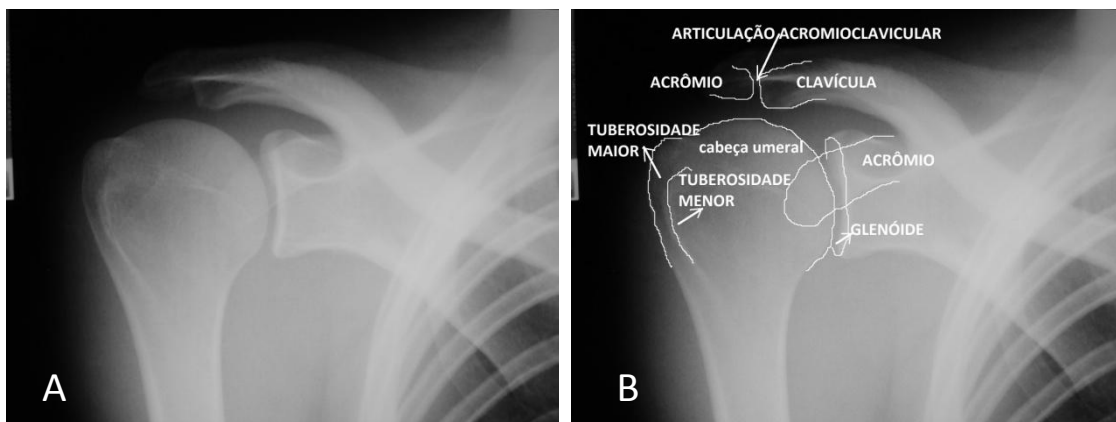 ARTICULAÇÃO ACROMIOCLAVICULAR
ACRÔMIO
CLAVÍCULA
TUBEROSIDADE
MAIOR
cabeça umeral
ACRÔMIO
TUBEROSIDADE
MENOR
GLENÓIDE
A
B